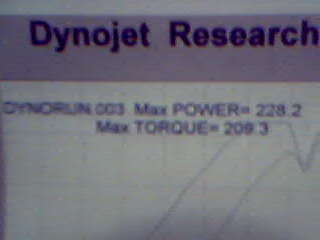 Dynojet Research
DYNORUN.003 Max POWER= 228.2
Max TORQUE= 209.3